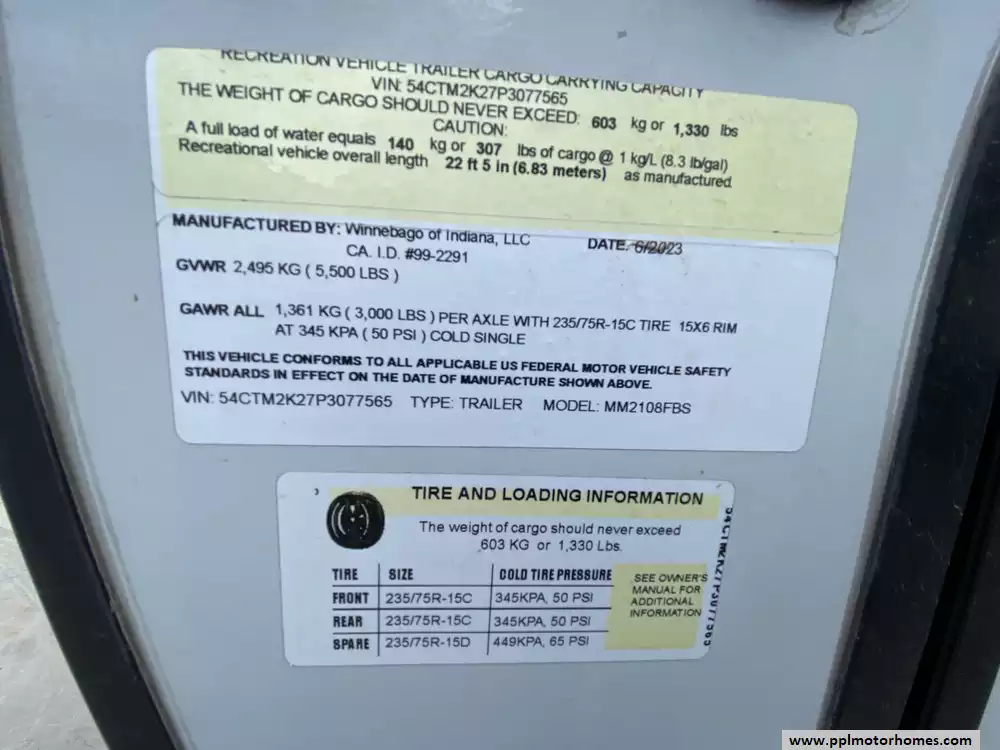 RECREATION VEHICLE TRAILER CARGO CARRYING CAPACITY
VIN: 54CTM2K27P3077565
THE WEIGHT OF CARGO SHOULD NEVER EXCEED: 603 kg or 1,330 lbs
CAUTION:
A full load of water equals 140 kg or 307 lbs of cargo @ 1 kg/L (8.3 lb/gal)
Recreational vehicle overall length 22 ft 5 in (6.83 meters) as manufactured
MANUFACTURED BY: Winnebago of Indiana, LLC DATE: 6/2023
CA. I.D. #99-2291
GVWR 2,495 KG ( 5,500 LBS )
GAWR ALL 1,361 KG ( 3,000 LBS ) PER AXLE WITH 235/75R-15C TIRE 15X6 RIM
AT 345 KPA ( 50 PSI ) COLD SINGLE
THIS VEHICLE CONFORMS TO ALL APPLICABLE US FEDERAL MOTOR VEHICLE SAFETY
STANDARDS IN EFFECT ON THE DATE OF MANUFACTURE SHOWN ABOVE.
VIN: 54CTM2K27P3077565 TYPE: TRAILER MODEL: MM2108FBS
TIRE AND LOADING INFORMATION
The weight of cargo should never exceed
603 KG or 1,330 Lbs.
TIRE SIZE COLD TIRE PRESSURE
FRONT 235/75R-15C 345KPA, 50 PSI
REAR 235/75R-15C 345KPA, 50 PSI
SPARE 235/75R-15D 449KPA, 65 PSI
SEE OWNER'S
MANUAL FOR
ADDITIONAL
INFORMATION
54CTM2K27P3077565
www.pplmotorhomes.com